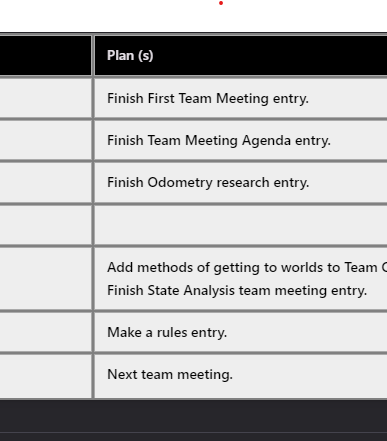 Plan (s)
Finish First Team Meeting entry.
Finish Team Meeting Agenda entry.
Finish Odometry research entry.
Add methods of getting to worlds to Team
Finish State Analysis team meeting entry.
Make a rules entry.
Next team meeting.